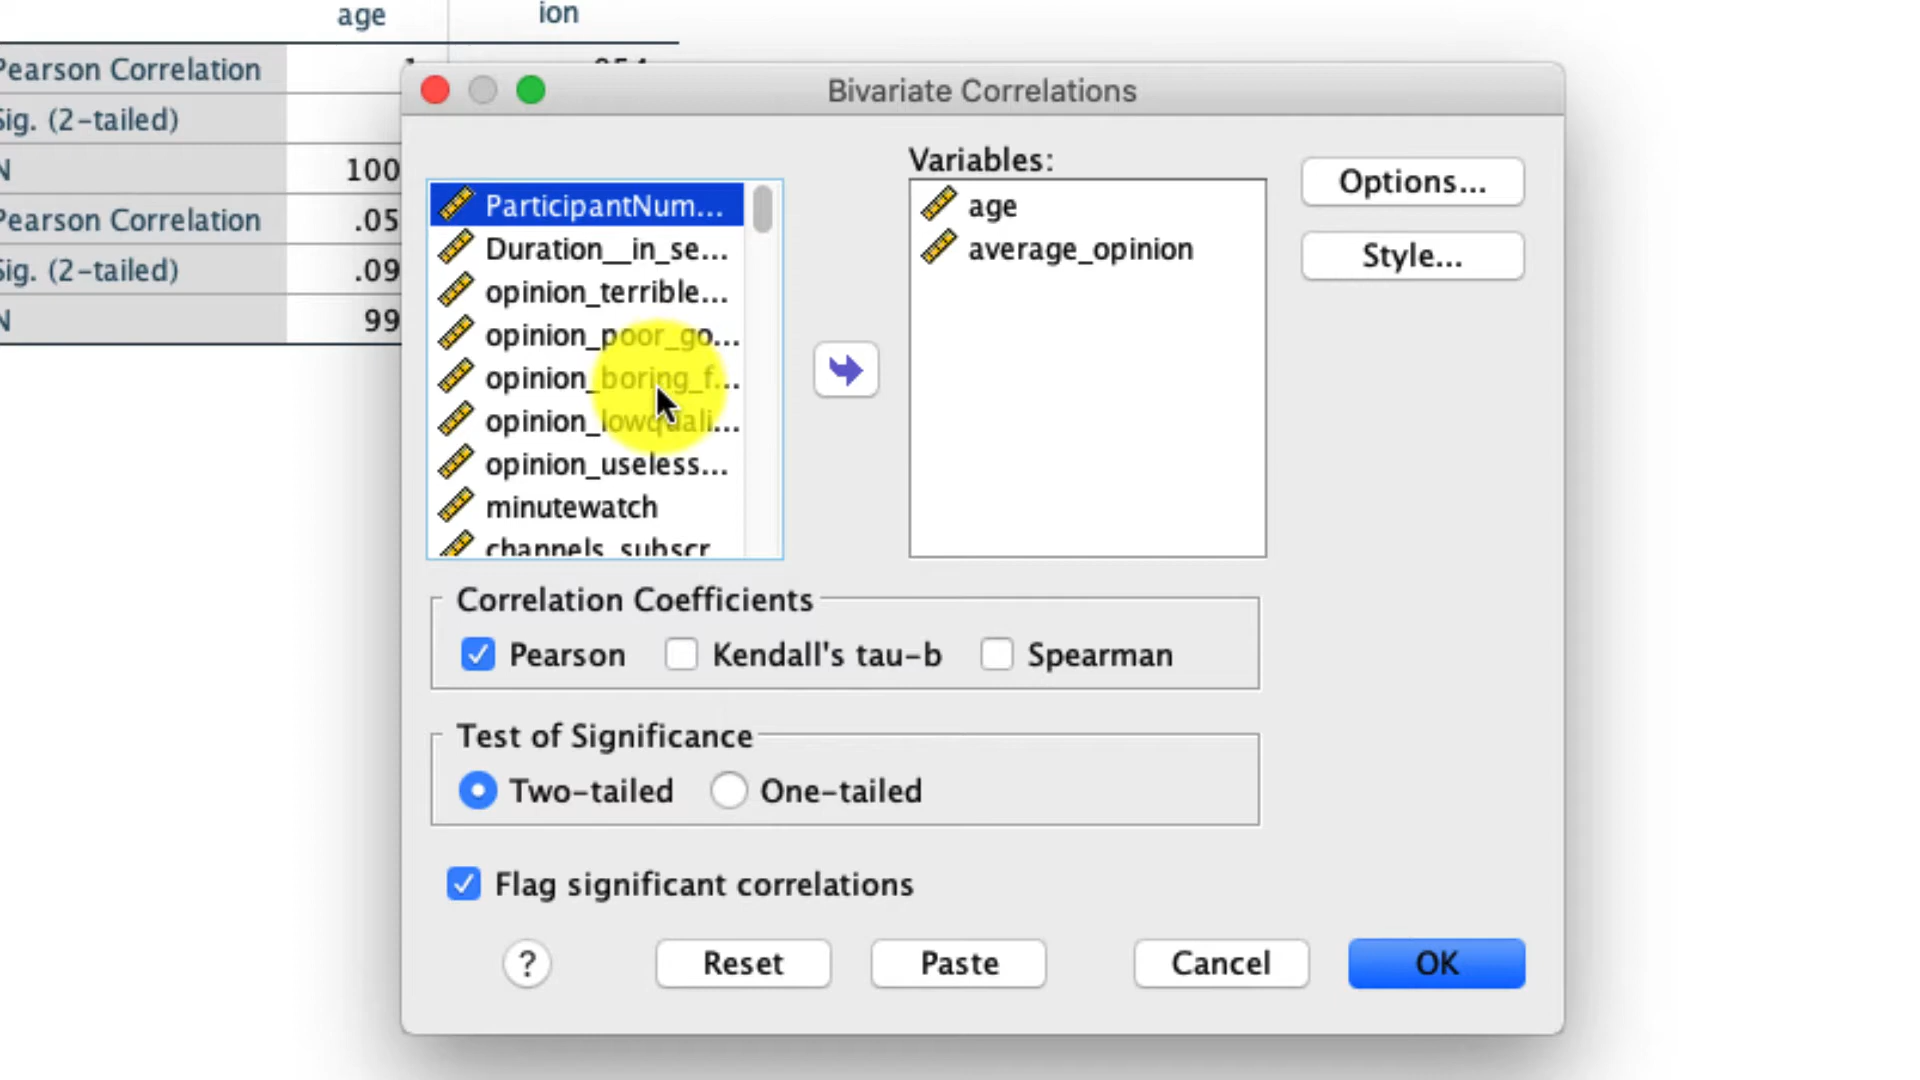 age ion
Pearson Correlation 1
Sig. (2-tailed)
N 100
Pearson Correlation .05
Sig. (2-tailed) .09
N 99
Bivariate Correlations
ParticipantNum...
Duration__in_se...
opinion_terrible...
opinion_poor_go...
opinion_boring_f...
opinion_lowquali...
opinion_useless...
minutewatch
channels_subscr
Variables:
age
average_opinion
Options...
Style...
Correlation Coefficients
Pearson Kendall's tau-b Spearman
Test of Significance
Two-tailed One-tailed
Flag significant correlations
? Reset Paste Cancel OK